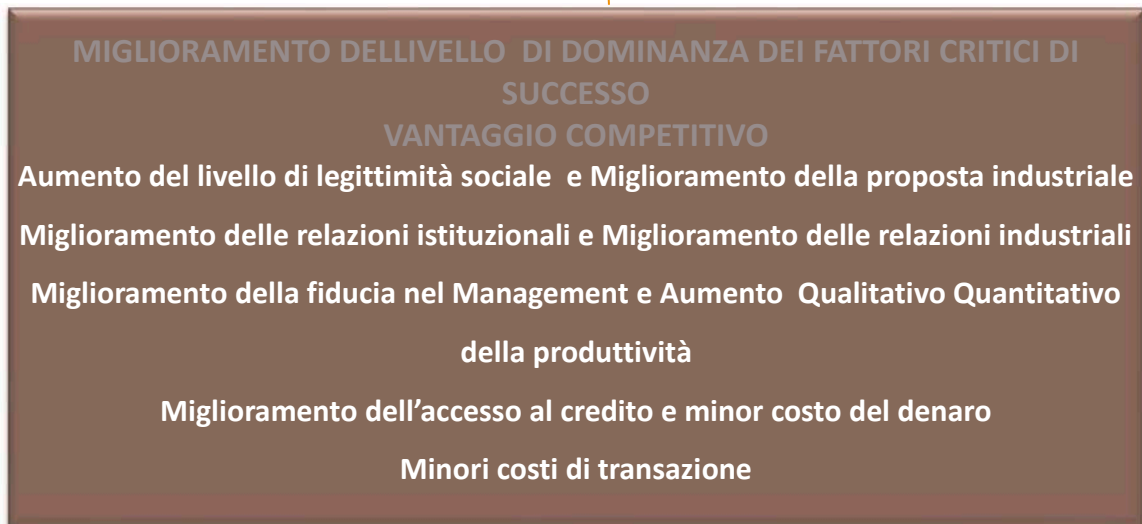 MIGLIORAMENTO DELLIVELLO DI DOMINANZA DEI FATTORI CRITICI DI
SUCCESSO
VANTAGGIO COMPETITIVO
Aumento del livello di legittimità sociale e Miglioramento della proposta industriale
Miglioramento delle relazioni istituzionali e Miglioramento delle relazioni industriali
Miglioramento della fiducia nel Management e Aumento Qualitativo Quantitativo
della produttività
Miglioramento dell’accesso al credito e minor costo del denaro
Minori costi di transazione